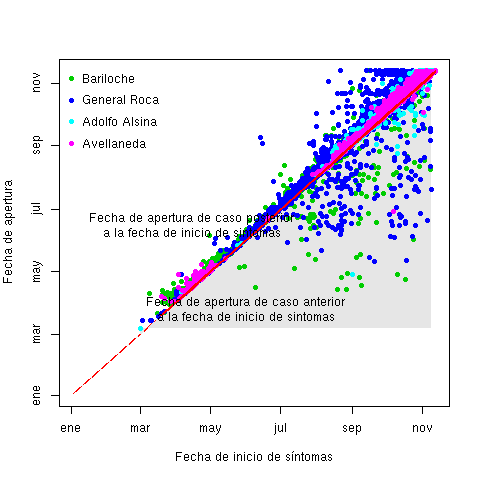 Bariloche
General Roca
Adolfo Alsina
Avellaneda
Fecha de apertura de caso posterior
a la fecha de inicio de síntomas
Fecha de apertura de caso anterior
a la fecha de inicio de síntomas
Fecha de apertura
ene
mar
may
jul
sep
nov
ene
mar
may
jul
sep
nov
Fecha de inicio de síntomas